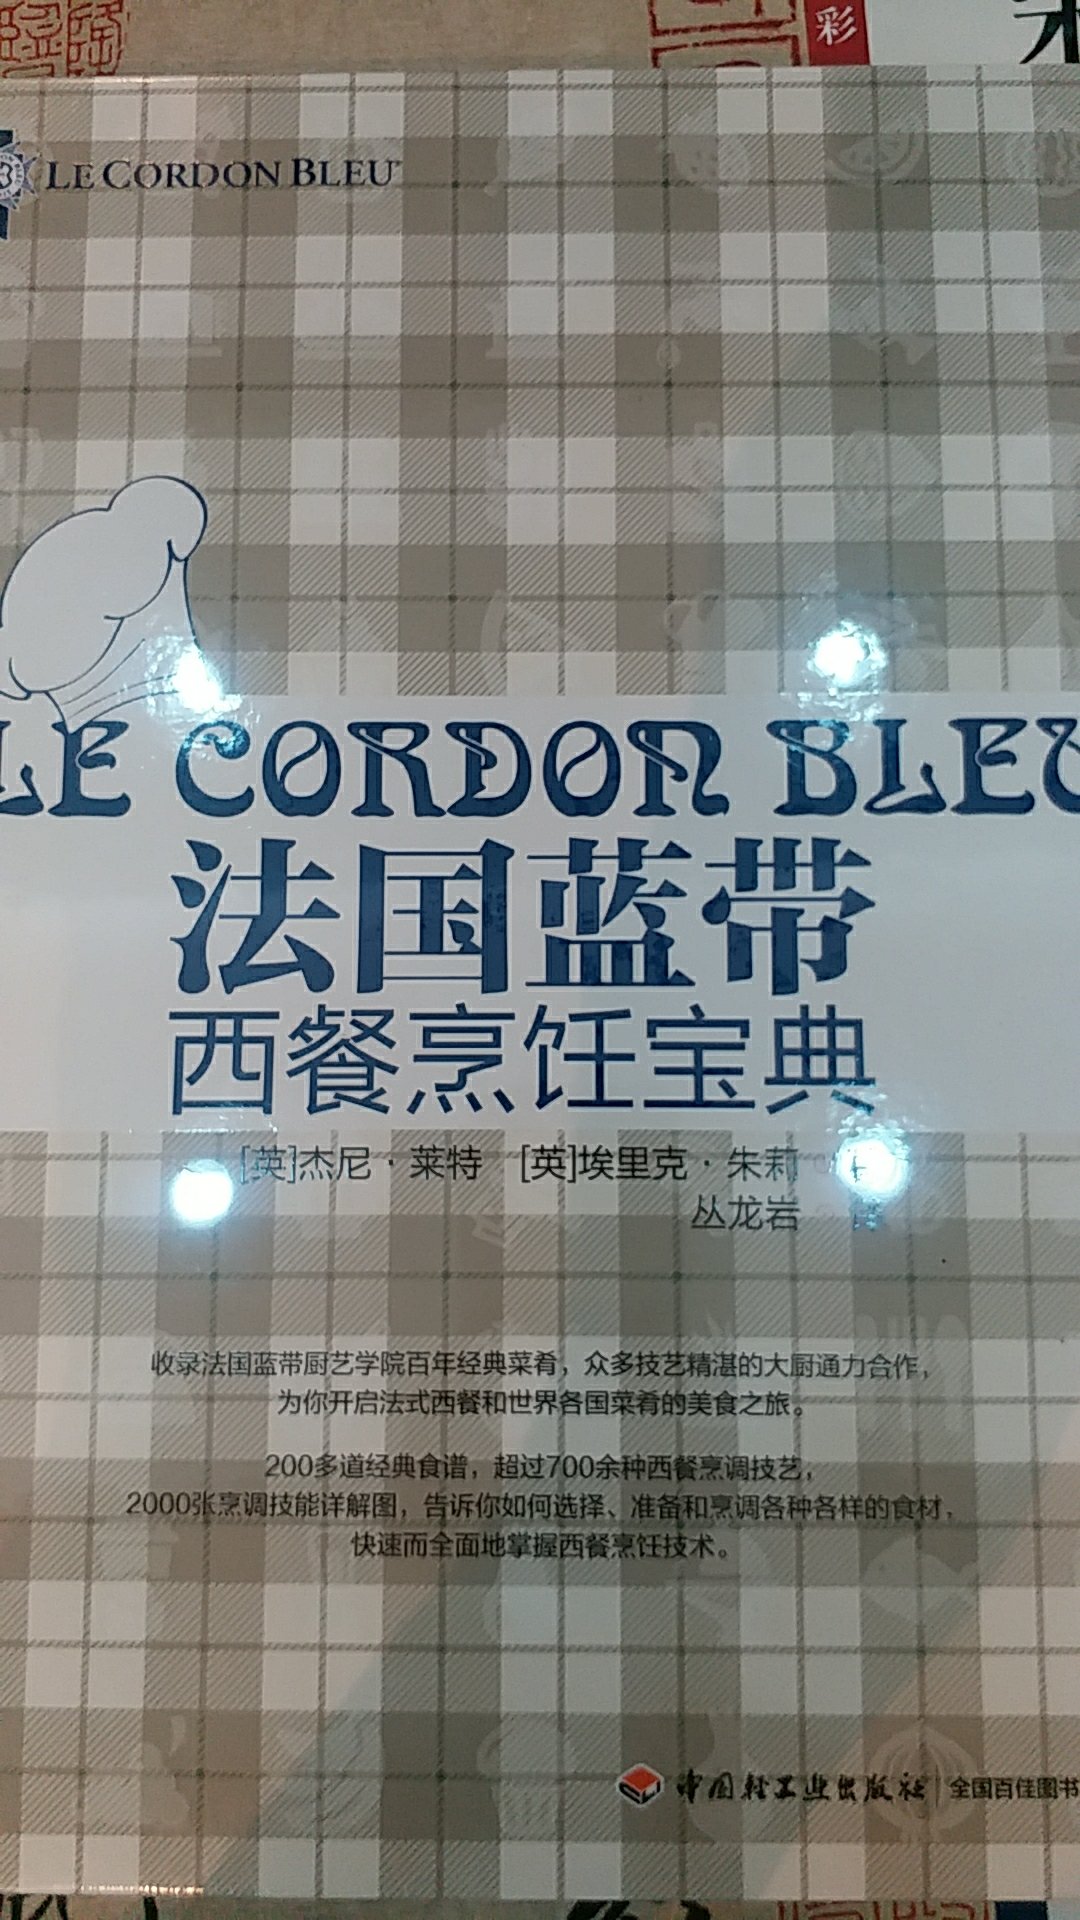 彩
LE CORDON BLEU
LE CORDON BLEU
法国蓝带
西餐烹饪宝典
[英]杰尼·莱特 [英]埃里克·朱莉
丛龙岩 译
收录法国蓝带厨艺学院百年经典菜肴，众多技艺精湛的大厨通力合作，
为你开启法式西餐和世界各国菜肴的美食之旅。
200多道经典食谱，超过700余种西餐烹调技艺，
2000张烹调技能详解图，告诉你如何选择、准备和烹调各种各样的食材，
快速而全面地掌握西餐烹饪技术。
中国轻工业出版社 | 全国百佳图书